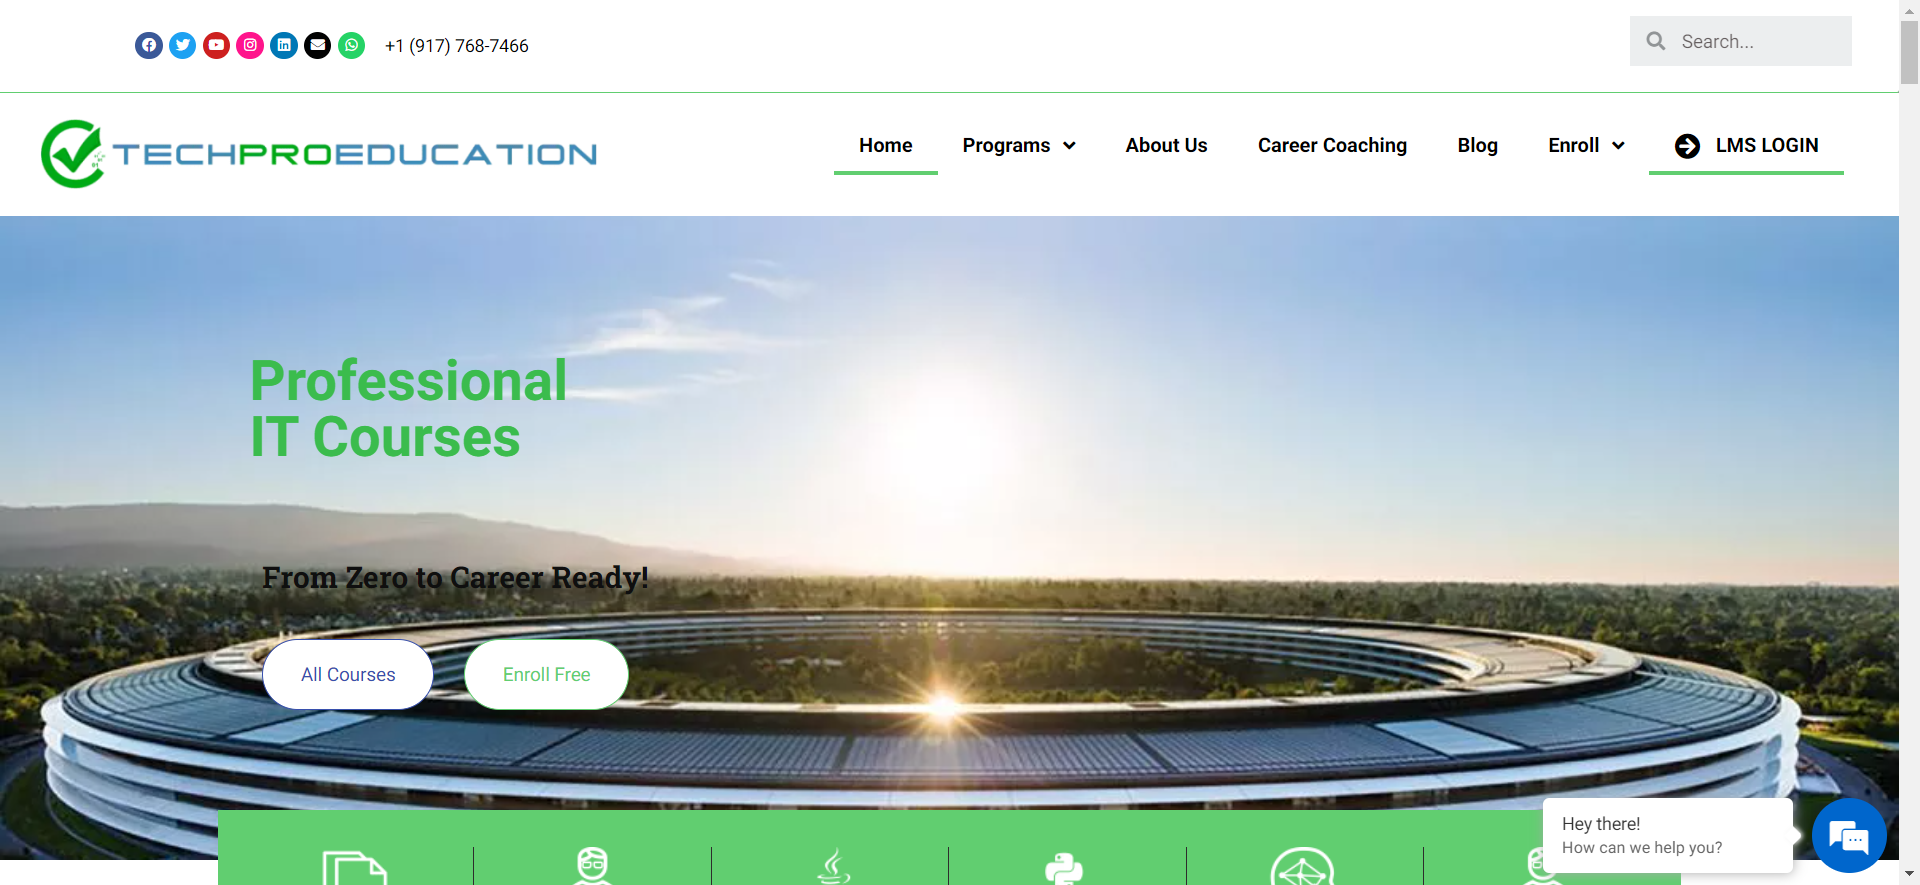 +1 (917) 768-7466
Search...
TECHPROEDUCATION
Home
Programs
About Us
Career Coaching
Blog
Enroll
LMS LOGIN
Professional
IT Courses
From Zero to Career Ready!
All Courses
Enroll Free
Hey there!
How can we help you?